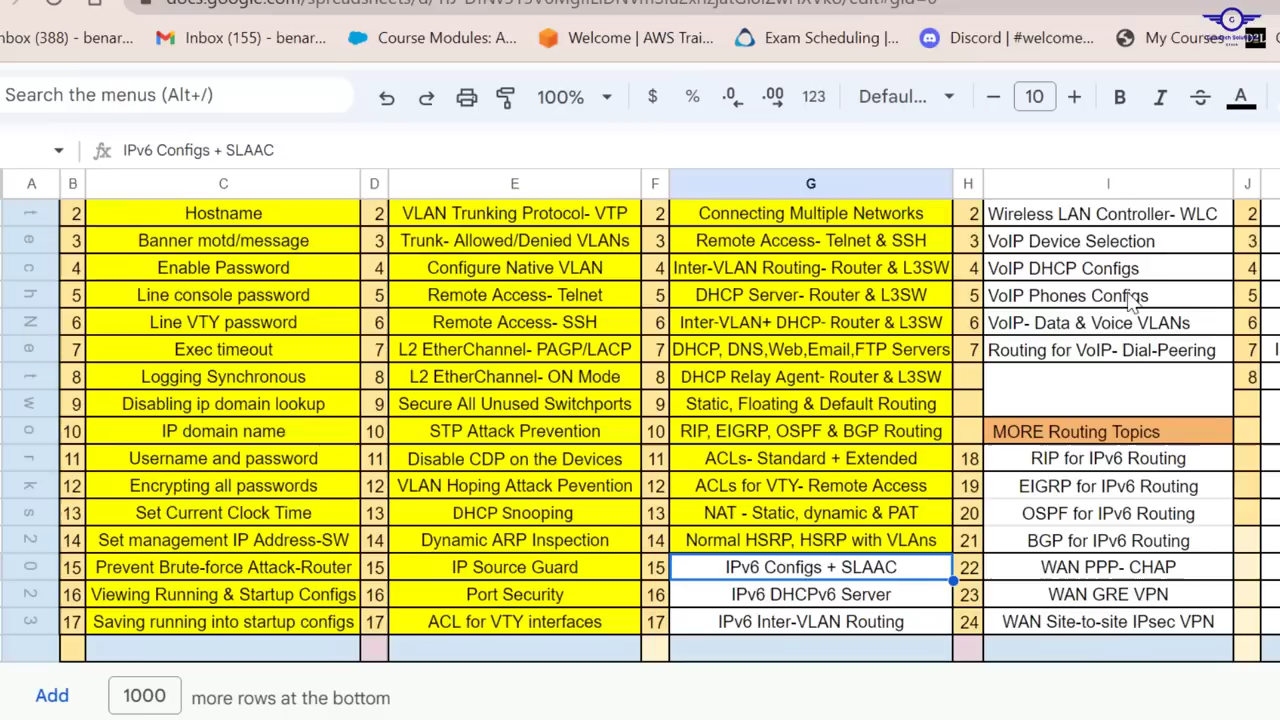 nbox (388) - benar...
Inbox (155) - benar...
Course Modules: A...
Welcome | AWS Trai...
Exam Scheduling |...
Discord | #welcome...
My Courses
Search the menus (Alt+/)
100%
$
%
.0
.00
123
Defaul...
10
B
I
A
fx IPv6 Configs + SLAAC
A B C D E F G H I J
t 2 Hostname 2 VLAN Trunking Protocol- VTP 2 Connecting Multiple Networks 2 Wireless LAN Controller- WLC 2
e 3 Banner motd/message 3 Trunk- Allowed/Denied VLANs 3 Remote Access- Telnet & SSH 3 VoIP Device Selection 3
c 4 Enable Password 4 Configure Native VLAN 4 Inter-VLAN Routing- Router & L3SW 4 VoIP DHCP Configs 4
h 5 Line console password 5 Remote Access- Telnet 5 DHCP Server- Router & L3SW 5 VoIP Phones Configs 5
N 6 Line VTY password 6 Remote Access- SSH 6 Inter-VLAN+ DHCP- Router & L3SW 6 VoIP- Data & Voice VLANs 6
e 7 Exec timeout 7 L2 EtherChannel- PAGP/LACP 7 DHCP, DNS,Web,Email,FTP Servers 7 Routing for VoIP- Dial-Peering 7
t 8 Logging Synchronous 8 L2 EtherChannel- ON Mode 8 DHCP Relay Agent- Router & L3SW 8
w 9 Disabling ip domain lookup 9 Secure All Unused Switchports 9 Static, Floating & Default Routing
o 10 IP domain name 10 STP Attack Prevention 10 RIP, EIGRP, OSPF & BGP Routing MORE Routing Topics
r 11 Username and password 11 Disable CDP on the Devices 11 ACLs- Standard + Extended 18 RIP for IPv6 Routing
k 12 Encrypting all passwords 12 VLAN Hoping Attack Pevention 12 ACLs for VTY- Remote Access 19 EIGRP for IPv6 Routing
s 13 Set Current Clock Time 13 DHCP Snooping 13 NAT - Static, dynamic & PAT 20 OSPF for IPv6 Routing
2 14 Set management IP Address-SW 14 Dynamic ARP Inspection 14 Normal HSRP, HSRP with VLAns 21 BGP for IPv6 Routing
0 15 Prevent Brute-force Attack-Router 15 IP Source Guard 15 IPv6 Configs + SLAAC 22 WAN PPP- CHAP
2 16 Viewing Running & Startup Configs 16 Port Security 16 IPv6 DHCPv6 Server 23 WAN GRE VPN
3 17 Saving running into startup configs 17 ACL for VTY interfaces 17 IPv6 Inter-VLAN Routing 24 WAN Site-to-site IPsec VPN
Add 1000 more rows at the bottom